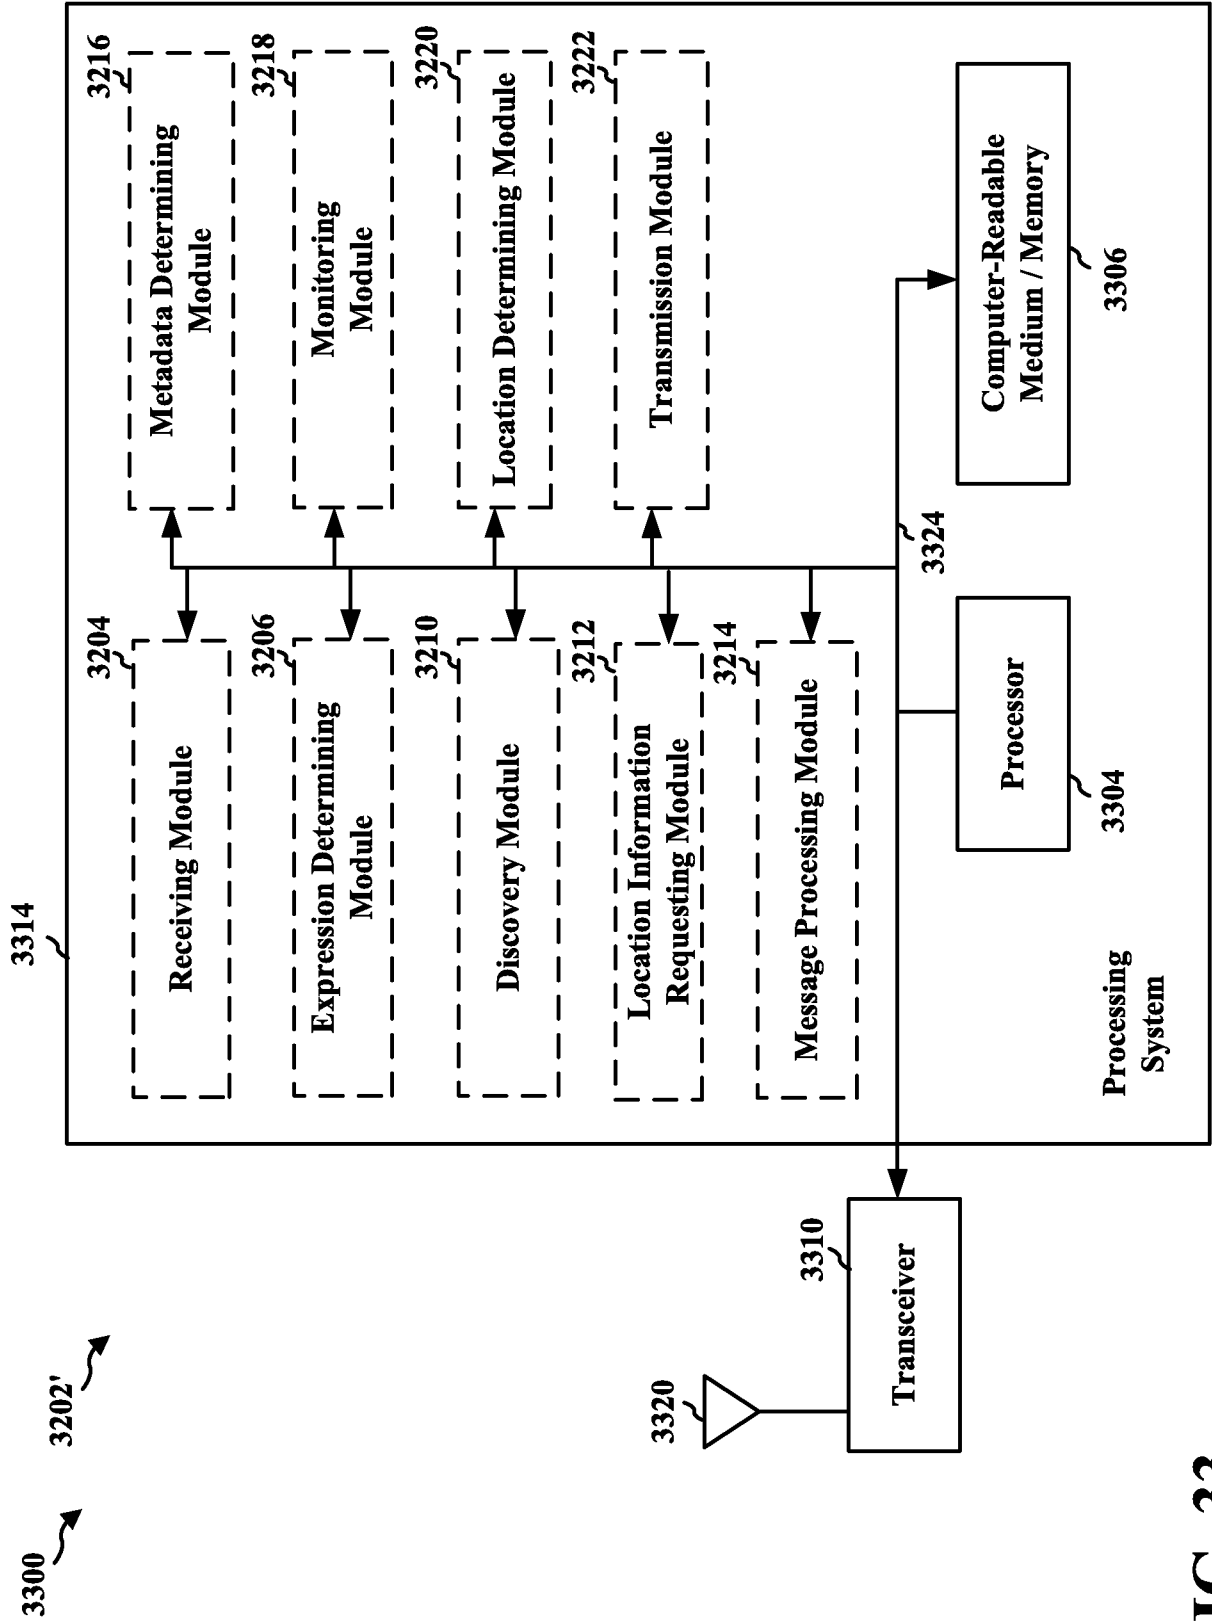 3300
3202'
3314
3204
Receiving Module
3216
Metadata Determining
Module
3206
Expression Determining
Module
3218
Monitoring
Module
3210
Discovery Module
3220
Location Determining Module
3212
Location Information
Requesting Module
3222
Transmission Module
3214
Message Processing Module
3320
3310
Transceiver
3324
Processor
3304
Computer-Readable
Medium / Memory
3306
Processing
System